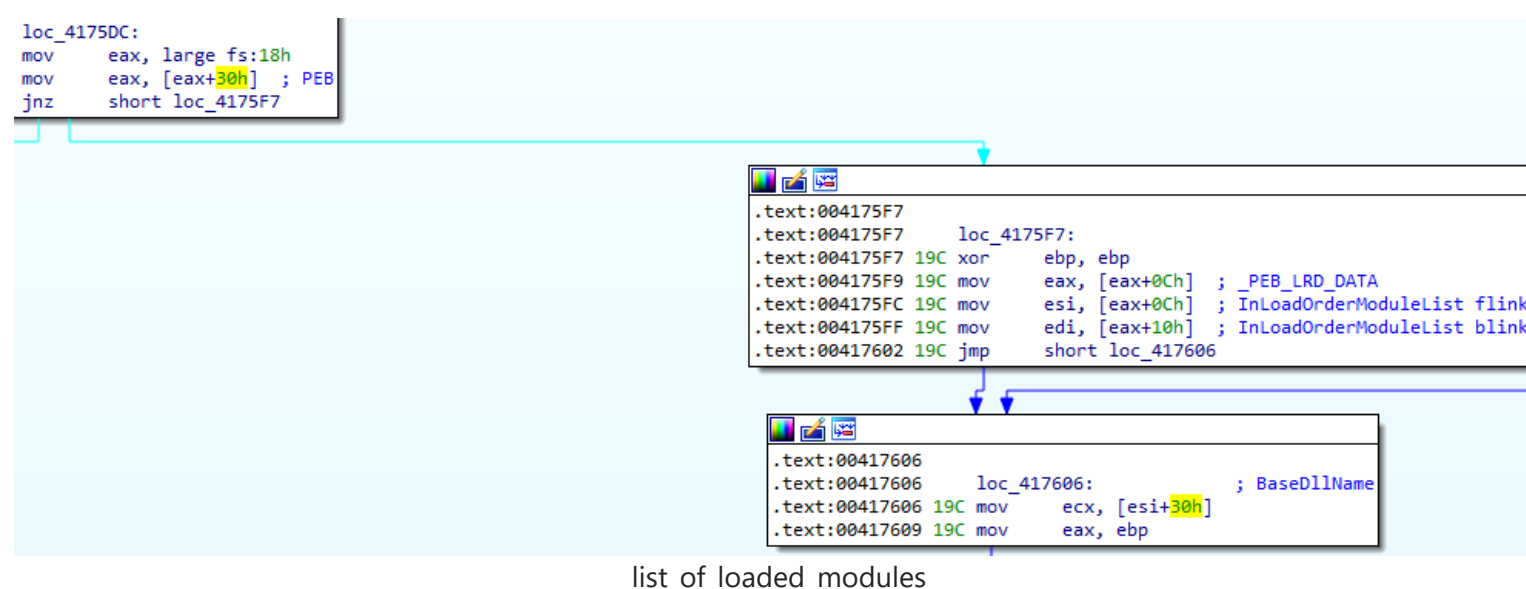 loc_4175DC:
mov eax, large fs:18h
mov eax, [eax+30h] ; PEB
jnz short loc_4175F7
.text:004175F7
.text:004175F7 loc_4175F7:
.text:004175F7 19C xor ebp, ebp
.text:004175F9 19C mov eax, [eax+0Ch] ; _PEB_LRD_DATA
.text:004175FC 19C mov esi, [eax+0Ch] ; InLoadOrderModuleList flink
.text:004175FF 19C mov edi, [eax+10h] ; InLoadOrderModuleList blink
.text:00417602 19C jmp short loc_417606
.text:00417606
.text:00417606 loc_417606: ; BaseDllName
.text:00417606 19C mov ecx, [esi+30h]
.text:00417609 19C mov eax, ebp
list of loaded modules